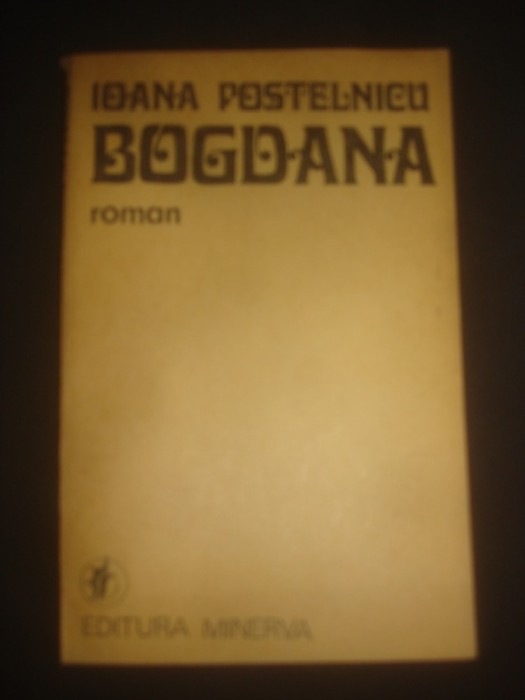 IOANA POSTELNICU
BOGDANA
roman
EDITURA MINERVA